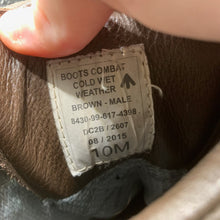 BOOTS COMBAT
COLD WET
WEATHER
BROWN - MALE
8430-99-617-4398
DC2B / 2607
08 / 2015
10M